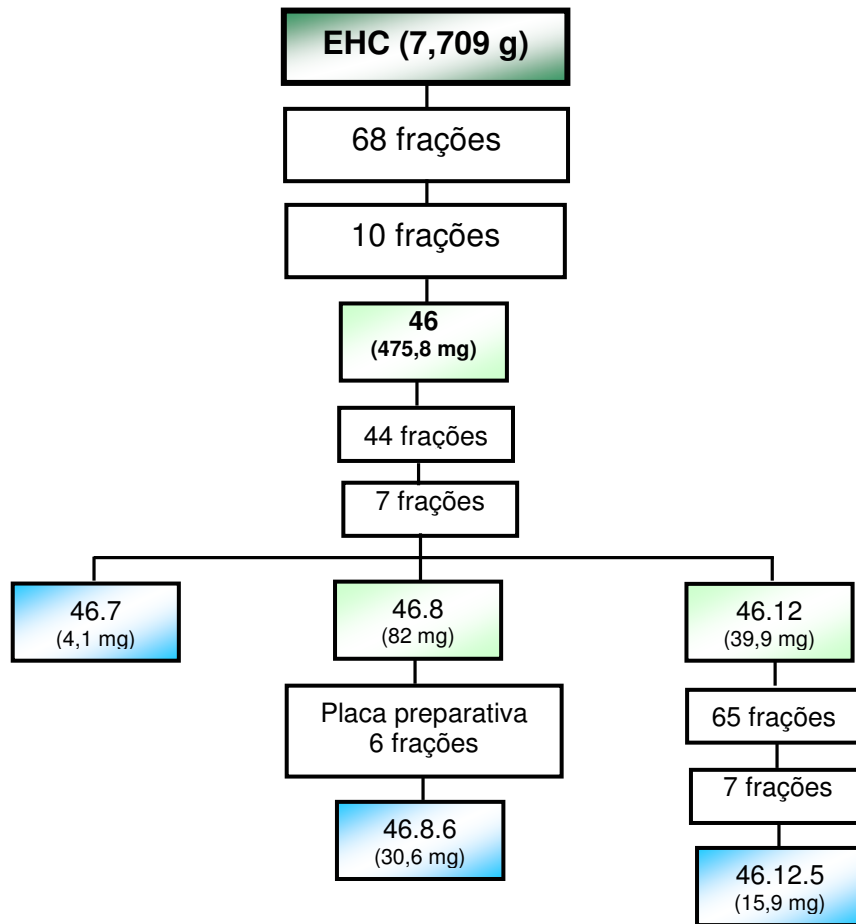 EHC (7,709 g)
68 frações
10 frações
46
(475,8 mg)
44 frações
7 frações
46.7
(4,1 mg)
46.8
(82 mg)
46.12
(39,9 mg)
Placa preparativa
6 frações
65 frações
7 frações
46.8.6
(30,6 mg)
46.12.5
(15,9 mg)